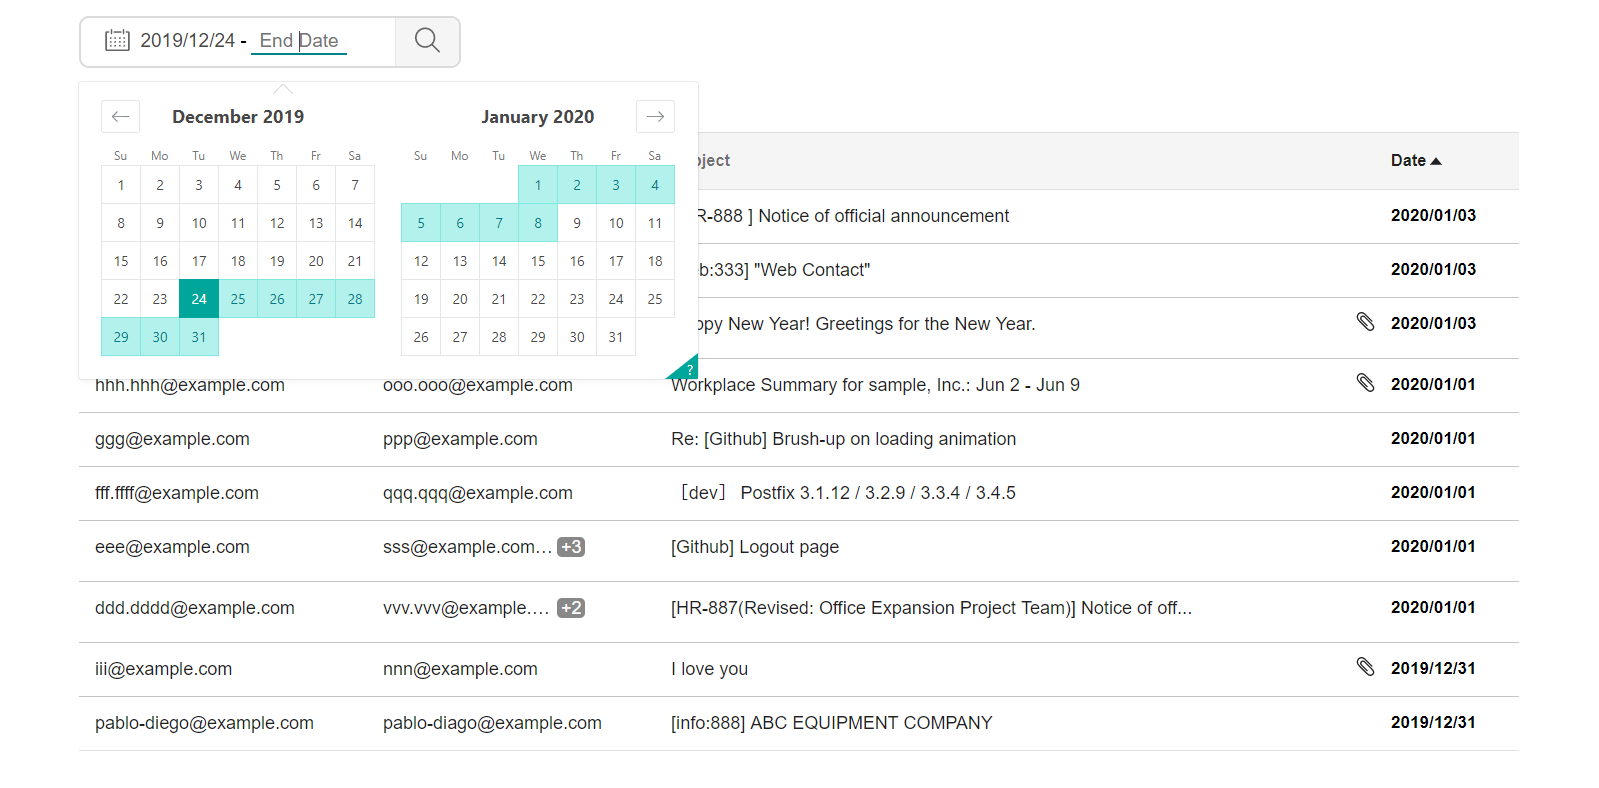 2019/12/24 - End Date
December 2019 January 2020
Su Mo Tu We Th Fr Sa Su Mo Tu We Th Fr Sa
1 2 3 4 5 6 7 1 2 3 4
8 9 10 11 12 13 14 5 6 7 8 9 10 11
15 16 17 18 19 20 21 12 13 14 15 16 17 18
22 23 24 25 26 27 28 19 20 21 22 23 24 25
29 30 31 26 27 28 29 30 31
?
ject Date
R-888 ] Notice of official announcement 2020/01/03
b:333] "Web Contact" 2020/01/03
ppy New Year! Greetings for the New Year. 2020/01/03
hhh.hhh@example.com ooo.ooo@example.com Workplace Summary for sample, Inc.: Jun 2 - Jun 9 2020/01/01
ggg@example.com ppp@example.com Re: [Github] Brush-up on loading animation 2020/01/01
fff.ffff@example.com qqq.qqq@example.com ［dev］ Postfix 3.1.12 / 3.2.9 / 3.3.4 / 3.4.5 2020/01/01
eee@example.com sss@example.com... +3 [Github] Logout page 2020/01/01
ddd.dddd@example.com vvv.vvv@example.... +2 [HR-887(Revised: Office Expansion Project Team)] Notice of off... 2020/01/01
iii@example.com nnn@example.com I love you 2019/12/31
pablo-diego@example.com pablo-diago@example.com [info:888] ABC EQUIPMENT COMPANY 2019/12/31